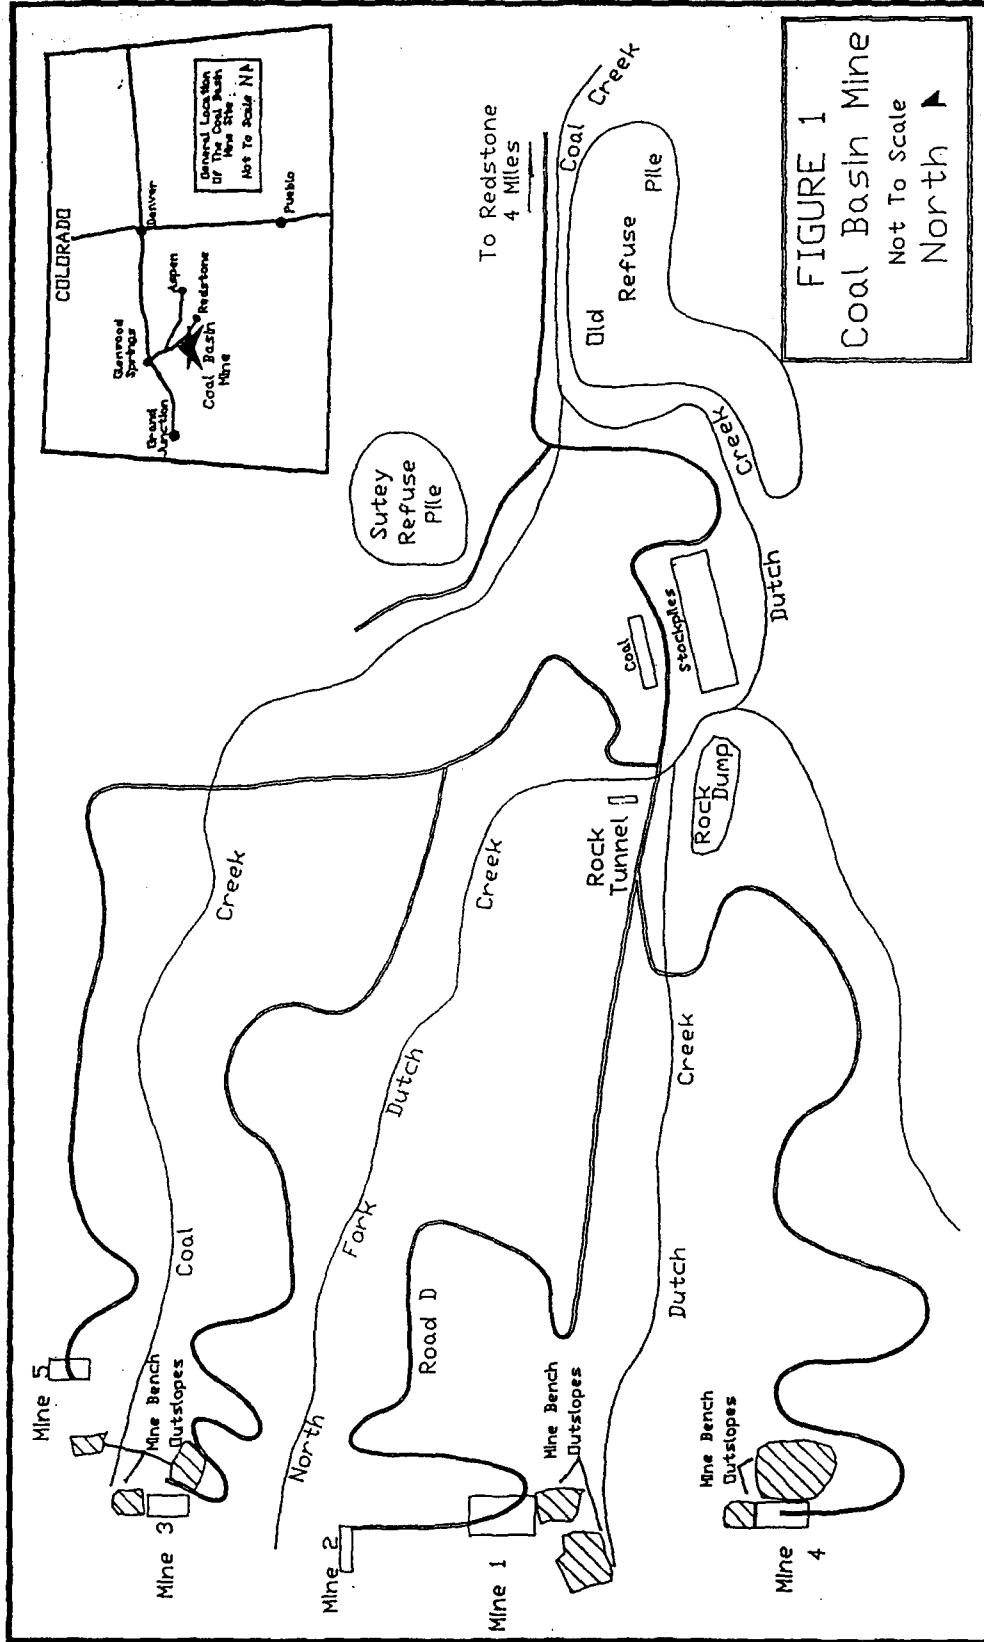 COLORADO
General Location
Of The Coal Basin
Mine Site
Not To Scale N
Grand
Junction
Glenwood
Springs
Denver
Aspen
Redstone
Coal Basin
Mine
Pueblo
To Redstone
4 Miles
Coal Creek
Sutey
Refuse
Pile
Old
Refuse
Pile
Creek
Dutch
Coal
Stockpiles
Rock
Dump
Rock
Tunnel
Creek
Creek
Creek
Dutch
Fork
North
Coal
Dutch
Road D
Mine 5
Mine Bench
Outslopes
Mine 3
Mine 2
Mine 1
Mine Bench
Outslopes
Mine Bench
Outslopes
Mine
4
FIGURE 1
Coal Basin Mine
Not To Scale
North